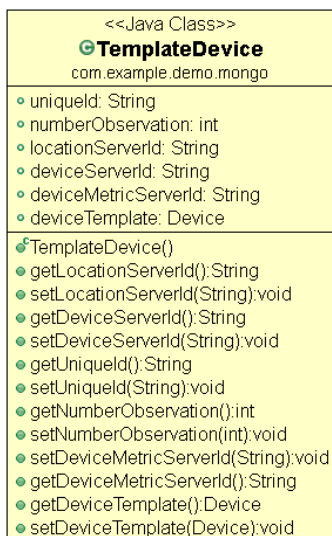 <<Java Class>>
TemplateDevice
com.example.demo.mongo
uniqueId: String
numberObservation: int
locationServerId: String
deviceServerId: String
deviceMetricServerId: String
deviceTemplate: Device
TemplateDevice()
getLocationServerId():String
setLocationServerId(String):void
getDeviceServerId():String
setDeviceServerId(String):void
getUniqueId():String
setUniqueId(String):void
getNumberObservation():int
setNumberObservation(int):void
setDeviceMetricServerId(String):void
getDeviceMetricServerId():String
getDeviceTemplate():Device
setDeviceTemplate(Device):void